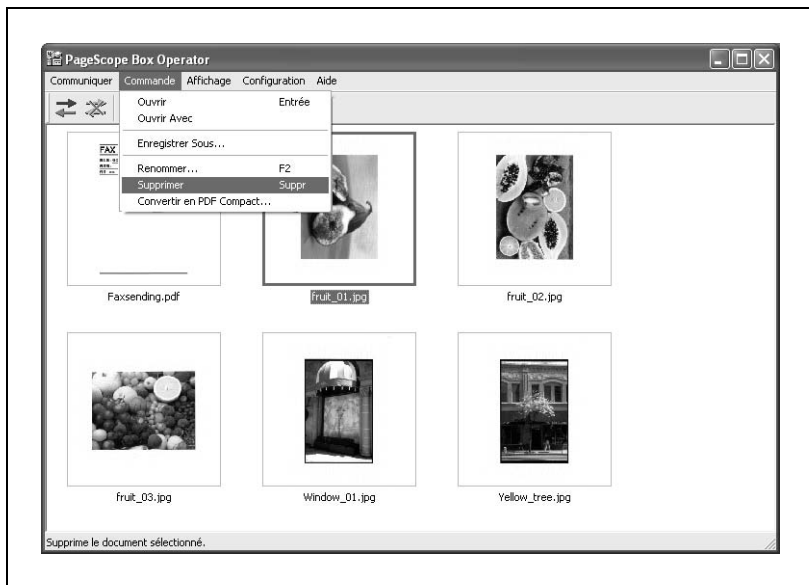 PageScope Box Operator
Communiquer Commande Affichage Configuration Aide
Ouvrir Entrée
Ouvrir Avec
Enregistrer Sous...
Renommer... F2
Supprimer Suppr
Convertir en PDF Compact...
FAX
Faxsending.pdf fruit_01.jpg fruit_02.jpg
fruit_03.jpg Window_01.jpg Yellow_tree.jpg
Supprime le document sélectionné.